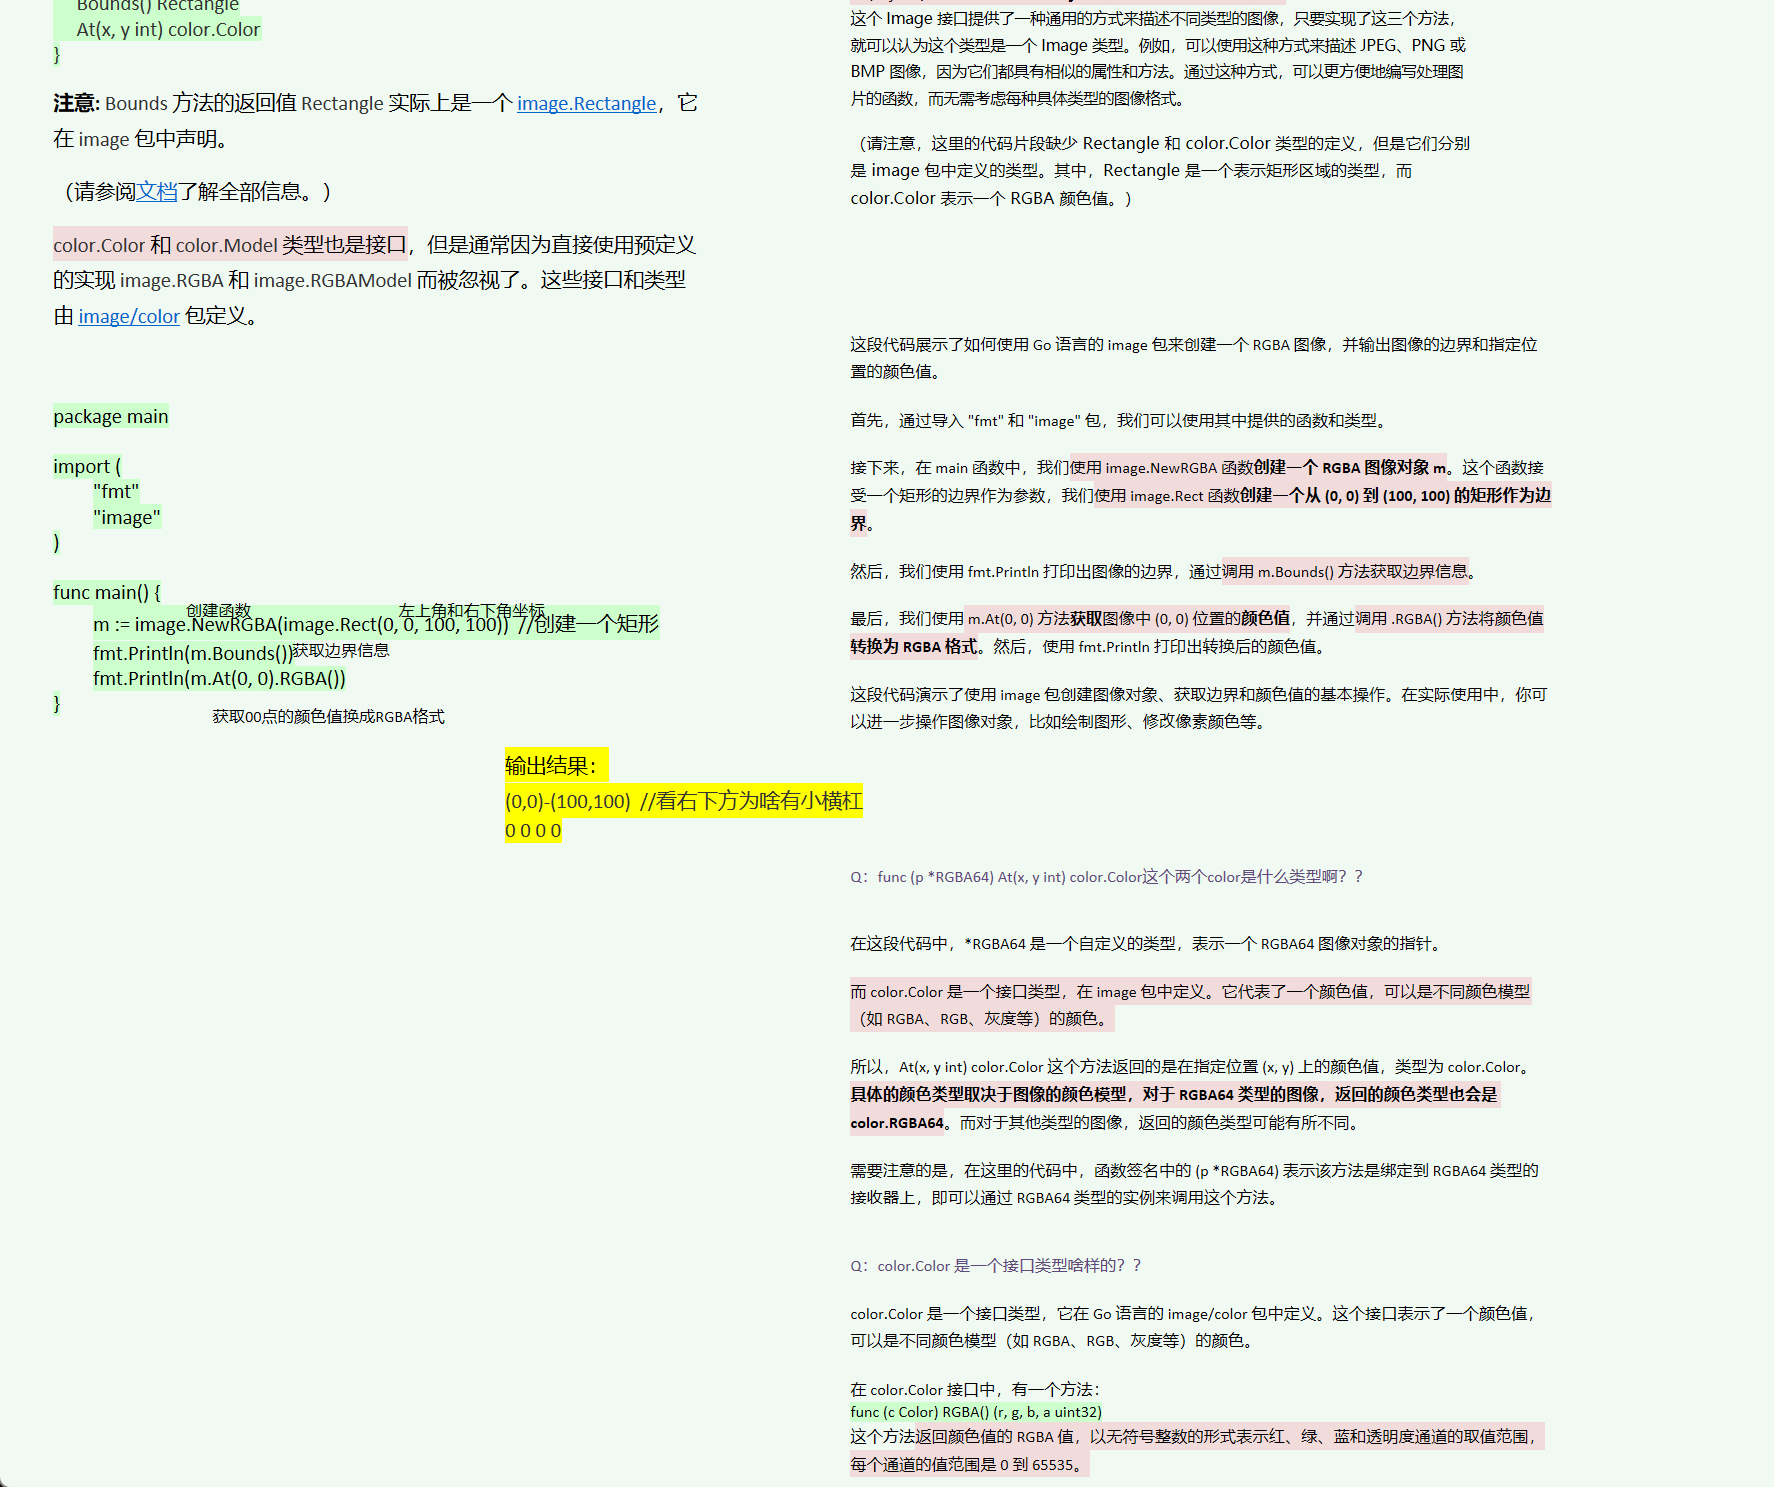 Bounds() Rectangle
At(x, y int) color.Color
}
注意: Bounds 方法的返回值 Rectangle 实际上是一个 image.Rectangle，它
在 image 包中声明。
（请参阅文档了解全部信息。）
color.Color 和 color.Model 类型也是接口，但是通常因为直接使用预定义
的实现 image.RGBA 和 image.RGBAModel 而被忽视了。这些接口和类型
由 image/color 包定义。
package main
import (
"fmt"
"image"
)
func main() {
创建函数 左上角和右下角坐标
m := image.NewRGBA(image.Rect(0, 0, 100, 100)) //创建一个矩形
fmt.Println(m.Bounds())获取边界信息
fmt.Println(m.At(0, 0).RGBA())
}
获取00点的颜色值换成RGBA格式
输出结果：
(0,0)-(100,100) //看右下方为啥有小横杠
0 0 0 0
这个 Image 接口提供了一种通用的方式来描述不同类型的图像，只要实现了这三个方法，
就可以认为这个类型是一个 Image 类型。例如，可以使用这种方式来描述 JPEG、PNG 或
BMP 图像，因为它们都具有相似的属性和方法。通过这种方式，可以更方便地编写处理图
片的函数，而无需考虑每种具体类型的图像格式。
（请注意，这里的代码片段缺少 Rectangle 和 color.Color 类型的定义，但是它们分别
是 image 包中定义的类型。其中，Rectangle 是一个表示矩形区域的类型，而
color.Color 表示一个 RGBA 颜色值。）
这段代码展示了如何使用 Go 语言的 image 包来创建一个 RGBA 图像，并输出图像的边界和指定位
置的颜色值。
首先，通过导入 "fmt" 和 "image" 包，我们可以使用其中提供的函数和类型。
接下来，在 main 函数中，我们使用 image.NewRGBA 函数创建一个 RGBA 图像对象 m。这个函数接
受一个矩形的边界作为参数，我们使用 image.Rect 函数创建一个从 (0, 0) 到 (100, 100) 的矩形作为边
界。
然后，我们使用 fmt.Println 打印出图像的边界，通过调用 m.Bounds() 方法获取边界信息。
最后，我们使用 m.At(0, 0) 方法获取图像中 (0, 0) 位置的颜色值，并通过调用 .RGBA() 方法将颜色值
转换为 RGBA 格式。然后，使用 fmt.Println 打印出转换后的颜色值。
这段代码演示了使用 image 包创建图像对象、获取边界和颜色值的基本操作。在实际使用中，你可
以进一步操作图像对象，比如绘制图形、修改像素颜色等。
Q：func (p *RGBA64) At(x, y int) color.Color这个两个color是什么类型啊？？
在这段代码中，*RGBA64 是一个自定义的类型，表示一个 RGBA64 图像对象的指针。
而 color.Color 是一个接口类型，在 image 包中定义。它代表了一个颜色值，可以是不同颜色模型
（如 RGBA、RGB、灰度等）的颜色。
所以，At(x, y int) color.Color 这个方法返回的是在指定位置 (x, y) 上的颜色值，类型为 color.Color。
具体的颜色类型取决于图像的颜色模型，对于 RGBA64 类型的图像，返回的颜色类型也会是
color.RGBA64。而对于其他类型的图像，返回的颜色类型可能有所不同。
需要注意的是，在这里的代码中，函数签名中的 (p *RGBA64) 表示该方法是绑定到 RGBA64 类型的
接收器上，即可以通过 RGBA64 类型的实例来调用这个方法。
Q：color.Color 是一个接口类型啥样的？？
color.Color 是一个接口类型，它在 Go 语言的 image/color 包中定义。这个接口表示了一个颜色值，
可以是不同颜色模型（如 RGBA、RGB、灰度等）的颜色。
在 color.Color 接口中，有一个方法：
func (c Color) RGBA() (r, g, b, a uint32)
这个方法返回颜色值的 RGBA 值，以无符号整数的形式表示红、绿、蓝和透明度通道的取值范围，
每个通道的值范围是 0 到 65535。